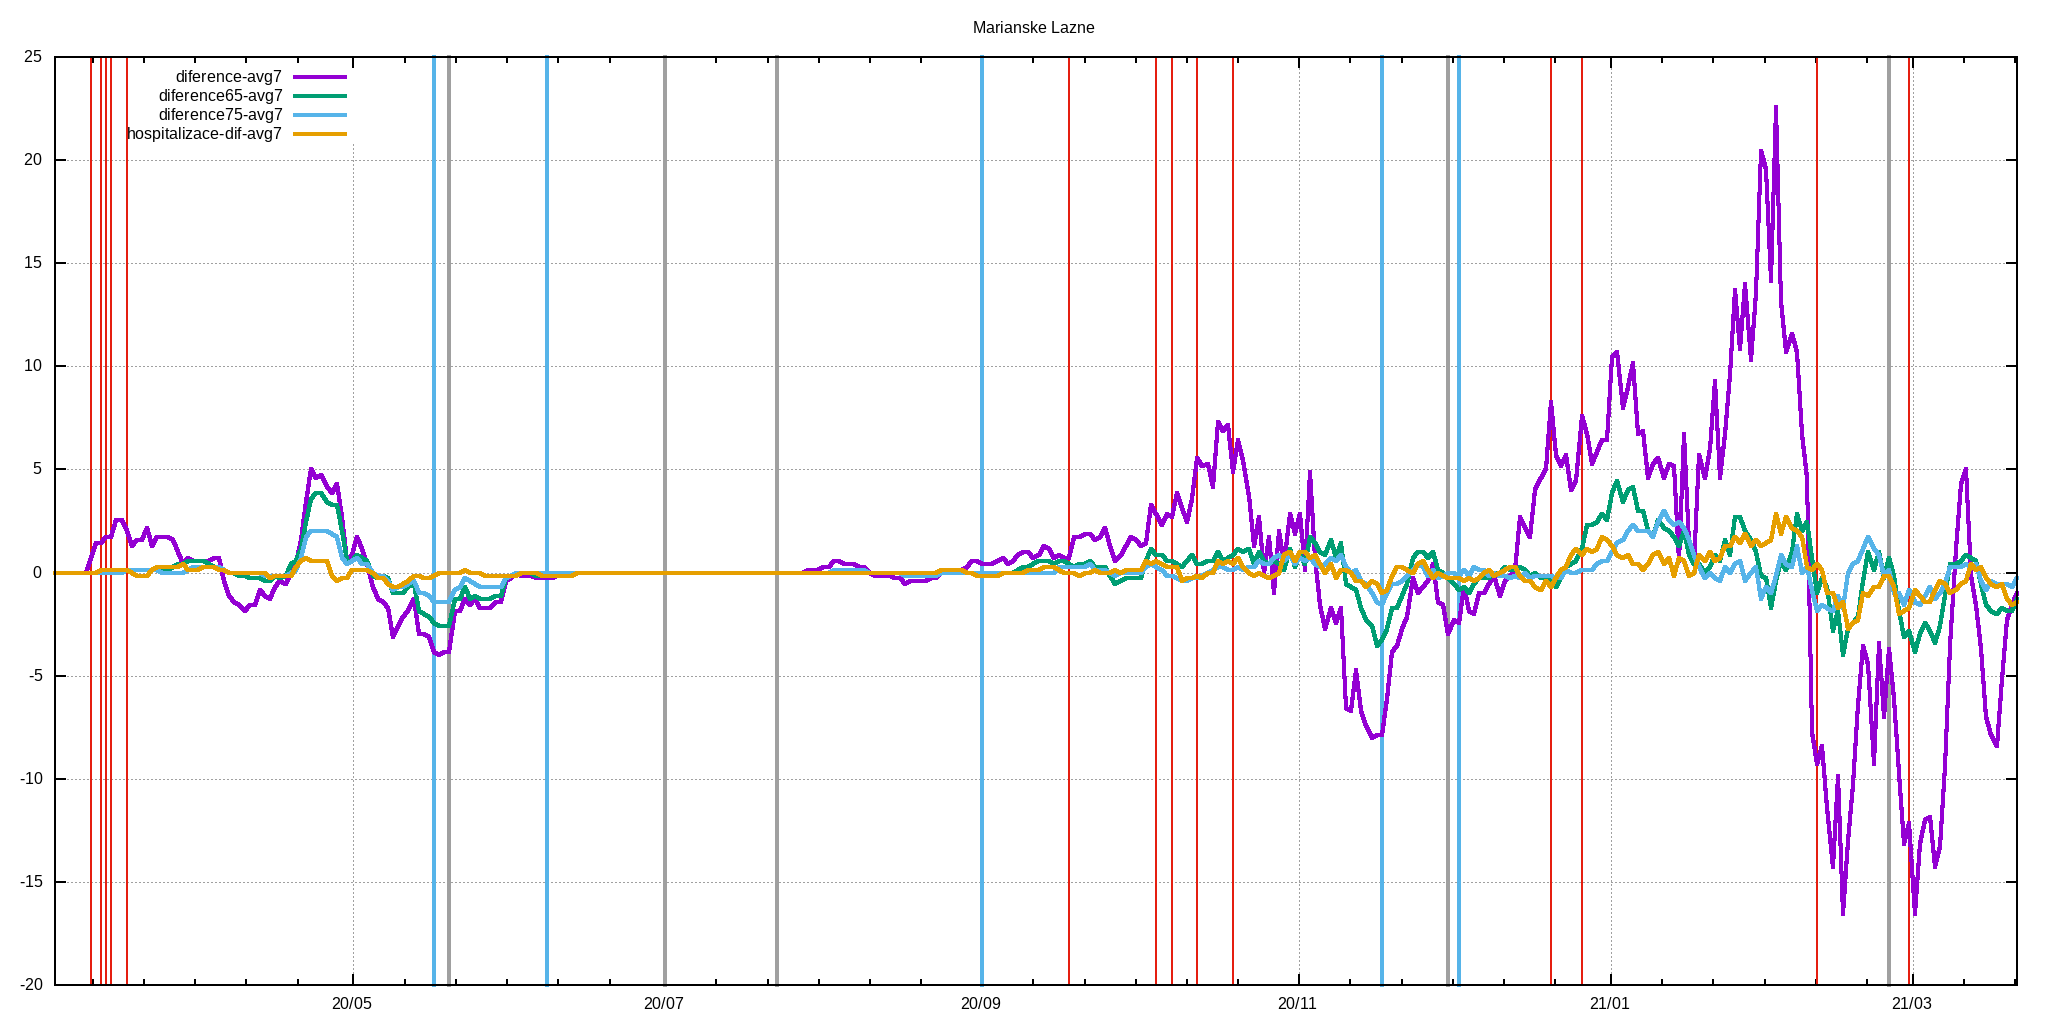 Marianske Lazne
diference-avg7
diference65-avg7
diference75-avg7
hospitalizace-dif-avg7
25
20
15
10
5
0
-5
-10
-15
-20
20/05 20/07 20/09 20/11 21/01 21/03